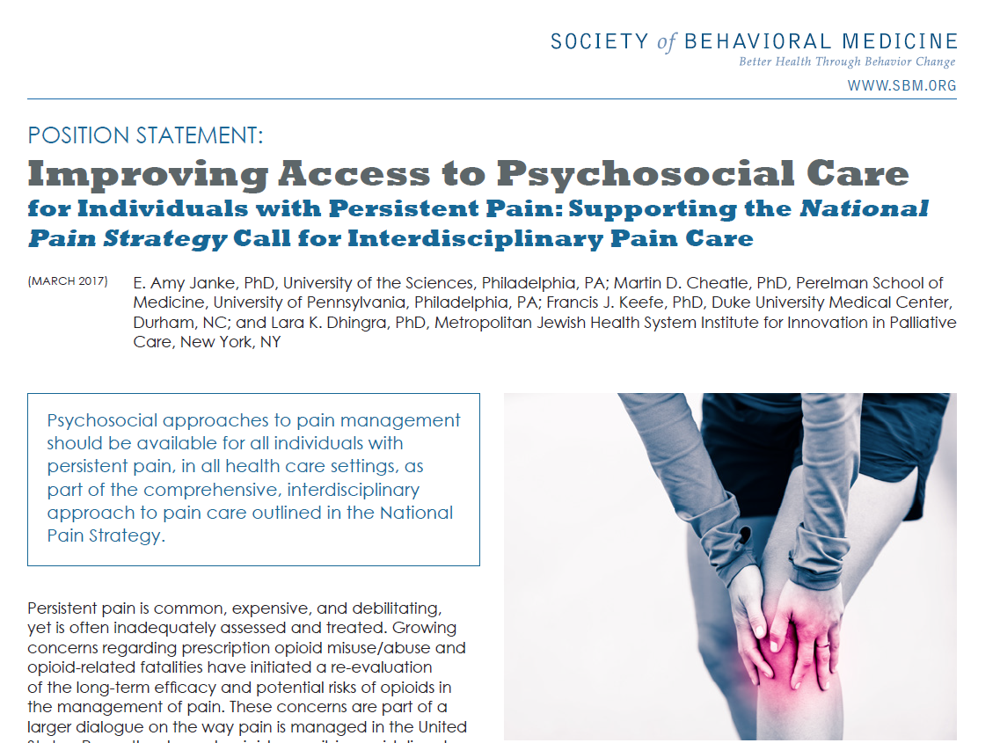 SOCIETY of BEHAVIORAL MEDICINE
Better Health Through Behavior Change
WWW.SBM.ORG
POSITION STATEMENT:
Improving Access to Psychosocial Care
for Individuals with Persistent Pain: Supporting the National
Pain Strategy Call for Interdisciplinary Pain Care
(MARCH 2017)
E. Amy Janke, PhD, University of the Sciences, Philadelphia, PA; Martin D. Cheatle, PhD, Perelman School of
Medicine, University of Pennsylvania, Philadelphia, PA; Francis J. Keefe, PhD, Duke University Medical Center,
Durham, NC; and Lara K. Dhingra, PhD, Metropolitan Jewish Health System Institute for Innovation in Palliative
Care, New York, NY
Psychosocial approaches to pain management
should be available for all individuals with
persistent pain, in all health care settings, as
part of the comprehensive, interdisciplinary
approach to pain care outlined in the National
Pain Strategy.
Persistent pain is common, expensive, and debilitating,
yet is often inadequately assessed and treated. Growing
concerns regarding prescription opioid misuse/abuse and
opioid-related fatalities have initiated a re-evaluation
of the long-term efficacy and potential risks of opioids in
the management of pain. These concerns are part of a
larger dialogue on the way pain is managed in the United